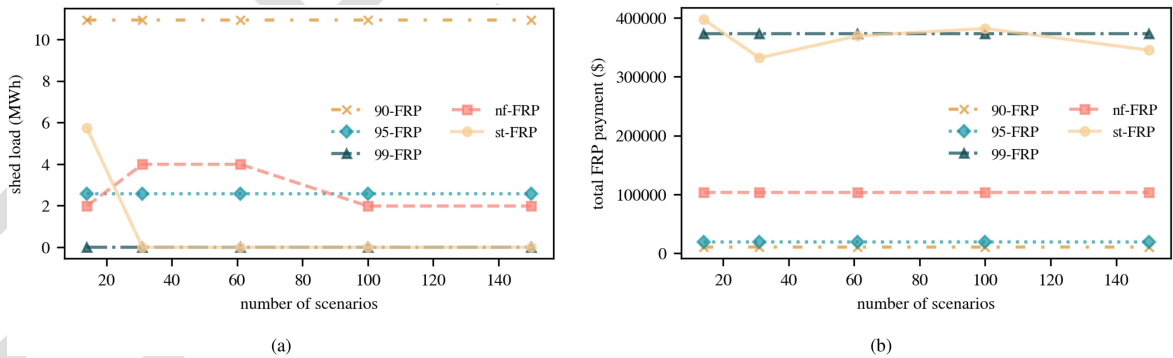 shed load (MWh)
10
8
6
4
2
0
20 40 60 80 100 120 140
number of scenarios
90-FRP
95-FRP
99-FRP
nf-FRP
st-FRP
(a)
total FRP payment ($)
400000
300000
200000
100000
0
20 40 60 80 100 120 140
number of scenarios
90-FRP
95-FRP
99-FRP
nf-FRP
st-FRP
(b)